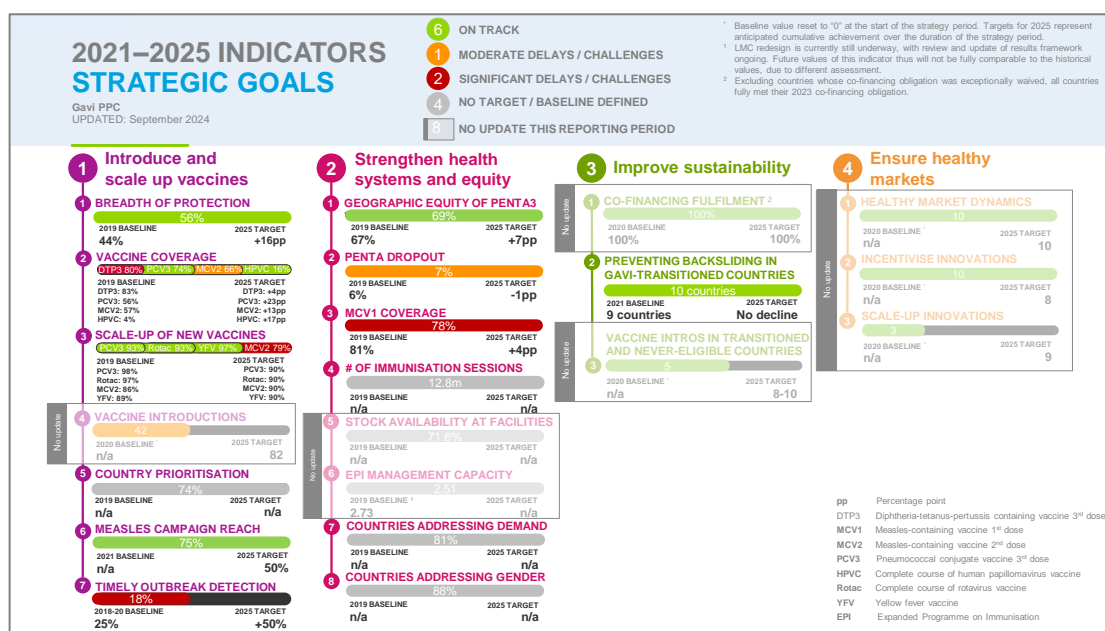 2021–2025 INDICATORS
STRATEGIC GOALS
Gavi PPC
UPDATED: September 2024
6 ON TRACK
1 MODERATE DELAYS / CHALLENGES
2 SIGNIFICANT DELAYS / CHALLENGES
4 NO TARGET / BASELINE DEFINED
8 NO UPDATE THIS REPORTING PERIOD
* Baseline value reset to "0" at the start of the strategy period. Targets for 2025 represent
anticipated cumulative achievement over the duration of the strategy period.
1 LMC redesign is currently still underway, with review and update of results framework
ongoing. Future values of this indicator thus will not be fully comparable to the historical
values, due to different assessment.
2 Excluding countries whose co-financing obligation was exceptionally waived, all countries
fully met their 2023 co-financing obligation.
1 Introduce and
scale up vaccines
1 BREADTH OF PROTECTION
56%
2019 BASELINE 2025 TARGET
44% +16pp
2 VACCINE COVERAGE
DTP3 80% PCV3 74% MCV2 66% HPVC 16%
2019 BASELINE 2025 TARGET
DTP3: 83% DTP3: +4pp
PCV3: 56% PCV3: +23pp
MCV2: 57% MCV2: +13pp
HPVC: 4% HPVC: +17pp
3 SCALE-UP OF NEW VACCINES
PCV3 93% Rotac 93% YFV 97% MCV2 79%
2019 BASELINE 2025 TARGET
PCV3: 98% PCV3: 90%
Rotac: 97% Rotac: 90%
MCV2: 86% MCV2: 90%
YFV: 89% YFV: 90%
No update
4 VACCINE INTRODUCTIONS
42
2020 BASELINE * 2025 TARGET
n/a 82
5 COUNTRY PRIORITISATION
74%
2019 BASELINE 2025 TARGET
n/a n/a
6 MEASLES CAMPAIGN REACH
75%
2021 BASELINE 2025 TARGET
n/a 50%
7 TIMELY OUTBREAK DETECTION
18%
2018-20 BASELINE 2025 TARGET
25% +50%
2 Strengthen health
systems and equity
1 GEOGRAPHIC EQUITY OF PENTA3
69%
2019 BASELINE 2025 TARGET
67% +7pp
2 PENTA DROPOUT
7%
2019 BASELINE 2025 TARGET
6% -1pp
3 MCV1 COVERAGE
78%
2019 BASELINE 2025 TARGET
81% +4pp
4 # OF IMMUNISATION SESSIONS
12.8m
2019 BASELINE 2025 TARGET
n/a n/a
No update
5 STOCK AVAILABILITY AT FACILITIES
71.6%
2019 BASELINE 2025 TARGET
n/a n/a
6 EPI MANAGEMENT CAPACITY
2.51
2019 BASELINE 1 2025 TARGET
2.73 n/a
7 COUNTRIES ADDRESSING DEMAND
81%
2019 BASELINE 2025 TARGET
n/a n/a
8 COUNTRIES ADDRESSING GENDER
88%
2019 BASELINE 2025 TARGET
n/a n/a
3 Improve sustainability
No update
1 CO-FINANCING FULFILMENT 2
100%
2019 BASELINE 2025 TARGET
100% 100%
2 PREVENTING BACKSLIDING IN
GAVI-TRANSITIONED COUNTRIES
10 countries
2021 BASELINE 2025 TARGET
9 countries No decline
No update
VACCINE INTROS IN TRANSITIONED
AND NEVER-ELIGIBLE COUNTRIES
3 5
2020 BASELINE * 2025 TARGET
n/a 8-10
4 Ensure healthy
markets
No update
1 HEALTHY MARKET DYNAMICS
10
2020 BASELINE * 2025 TARGET
n/a 10
2 INCENTIVISE INNOVATIONS
10
2020 BASELINE * 2025 TARGET
n/a 8
3 SCALE-UP INNOVATIONS
3
2020 BASELINE * 2025 TARGET
n/a 9
pp Percentage point
DTP3 Diphtheria-tetanus-pertussis containing vaccine 3rd dose
MCV1 Measles-containing vaccine 1st dose
MCV2 Measles-containing vaccine 2nd dose
PCV3 Pneumococcal conjugate vaccine 3rd dose
HPVC Complete course of human papillomavirus vaccine
Rotac Complete course of rotavirus vaccine
YFV Yellow fever vaccine
EPI Expanded Programme on Immunisation